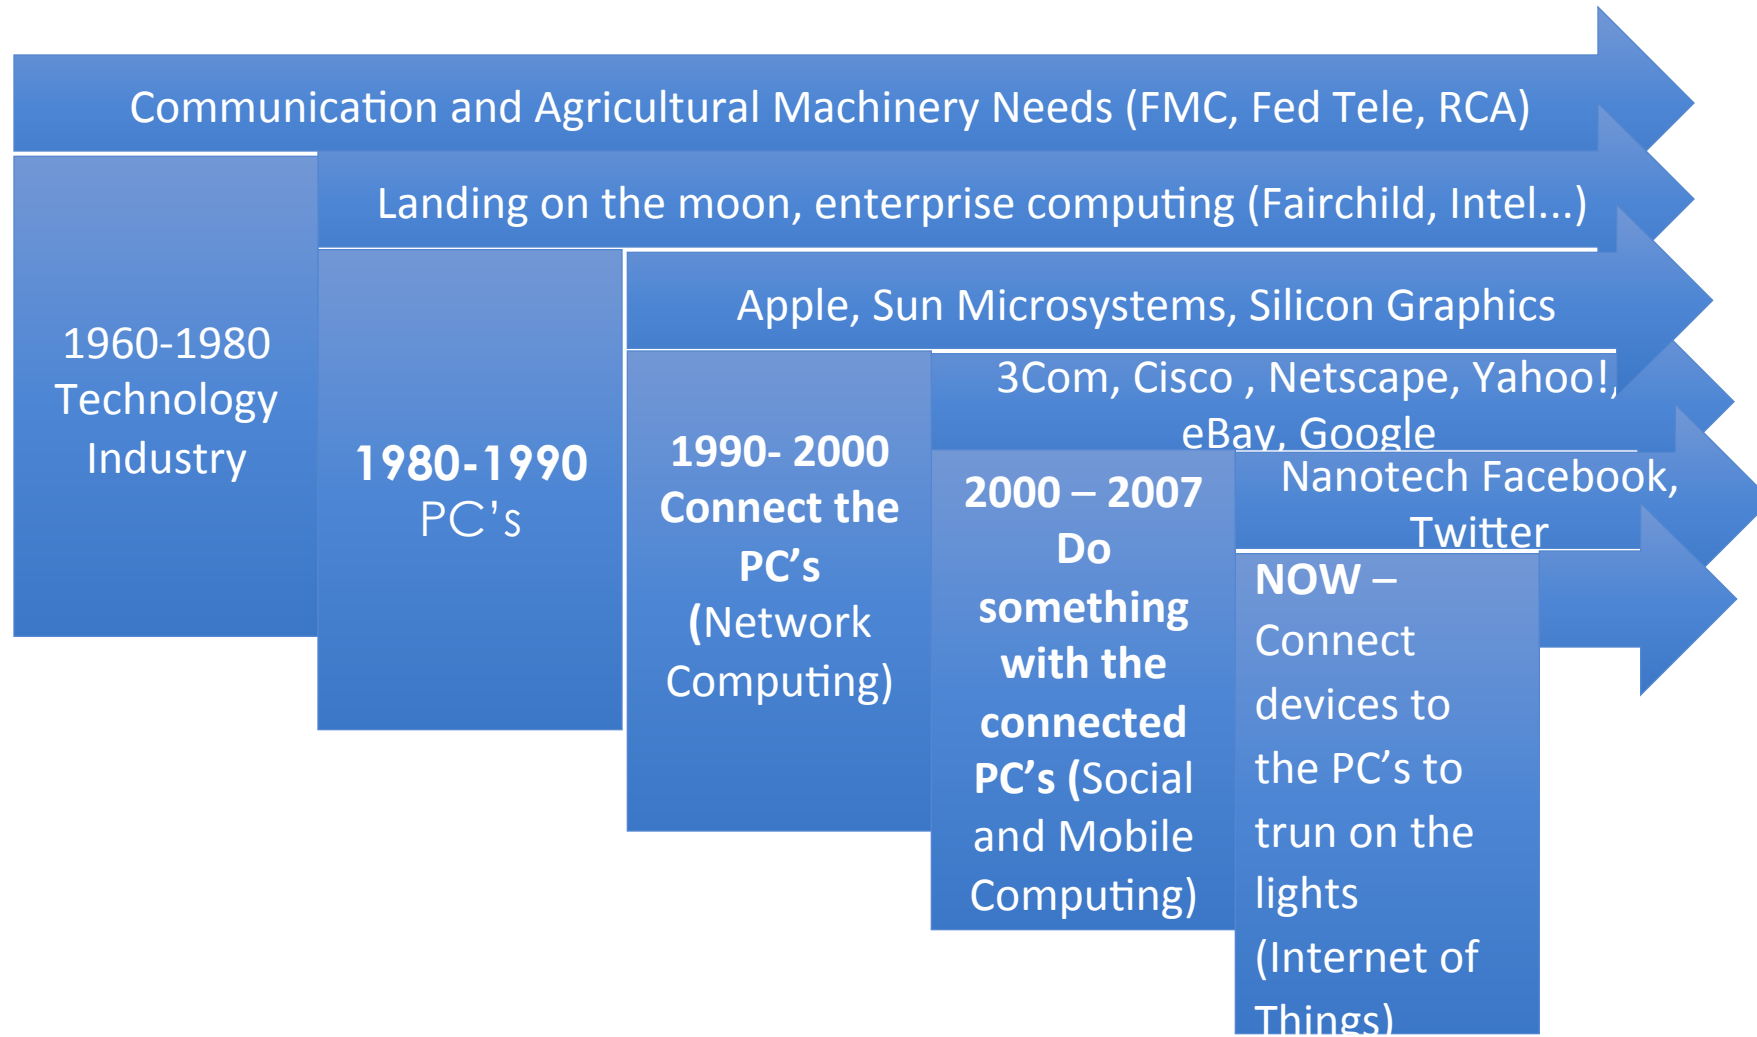 Communication and Agricultural Machinery Needs (FMC, Fed Tele, RCA)
Landing on the moon, enterprise computing (Fairchild, Intel...)
Apple, Sun Microsystems, Silicon Graphics
3Com, Cisco , Netscape, Yahoo!,
eBay, Google
Nanotech Facebook,
Twitter
1960-1980
Technology
Industry
1980-1990
PC’s
1990- 2000
Connect the
PC’s
(Network
Computing)
2000 – 2007
Do
something
with the
connected
PC’s (Social
and Mobile
Computing)
NOW –
Connect
devices to
the PC’s to
trun on the
lights
(Internet of
Things)